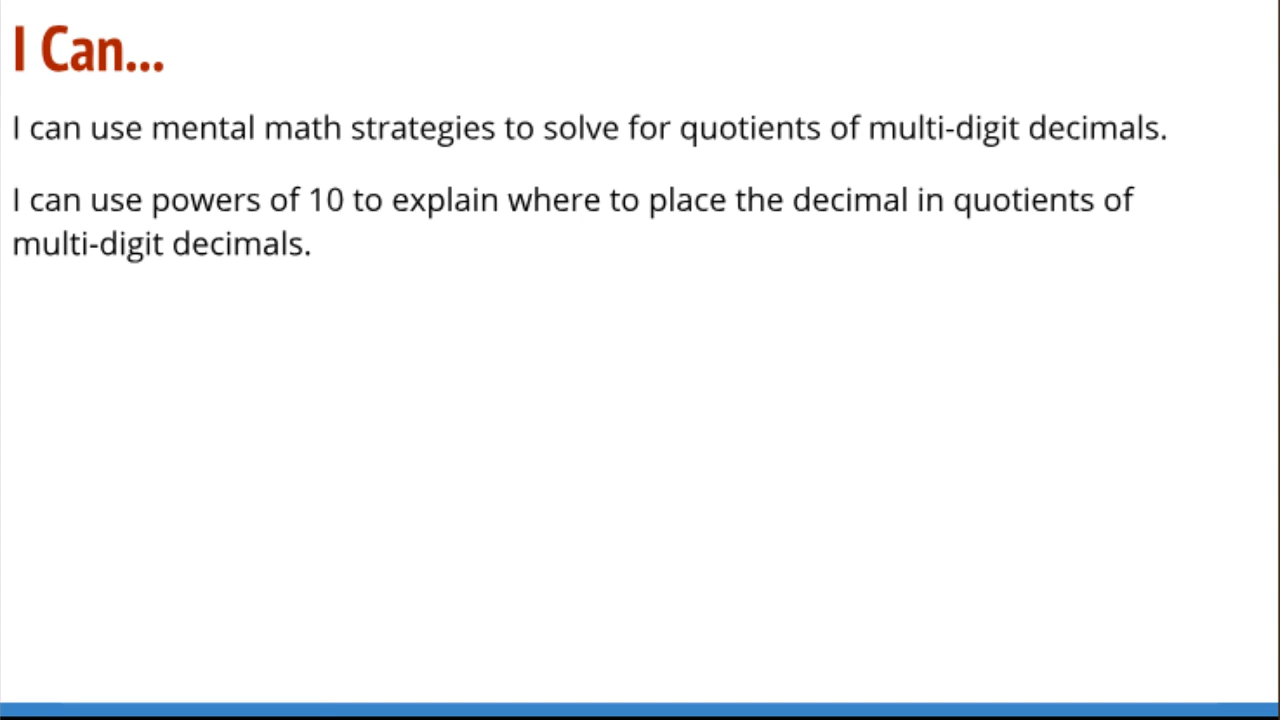 I Can...
I can use mental math strategies to solve for quotients of multi-digit decimals.
I can use powers of 10 to explain where to place the decimal in quotients of
multi-digit decimals.